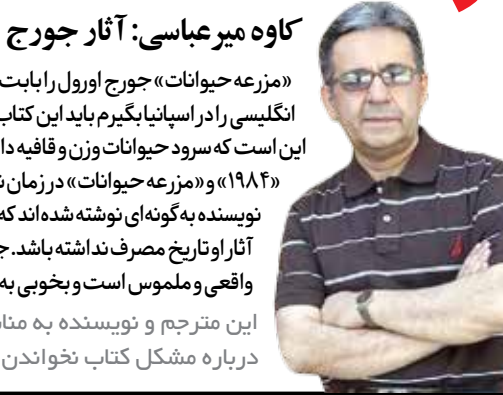 کاوه میرعباسی: آثار جورج
«مزرعه حیوانات» جورج اورول را بابت
انگلیسی را در اسپانیا بگیرم باید این کتاب
این است که سرود حیوانات وزن و قافیه دا
«۱۹۸۴» و «مزرعه حیوانات» در زمان
نویسنده به گونه‌ای نوشته شده‌اند که
آثار او تاریخ مصرف نداشته باشد. ج
واقعی و ملموس است و بخوبی به
این مترجم و نویسنده به منا
درباره مشکل کتاب نخواندن